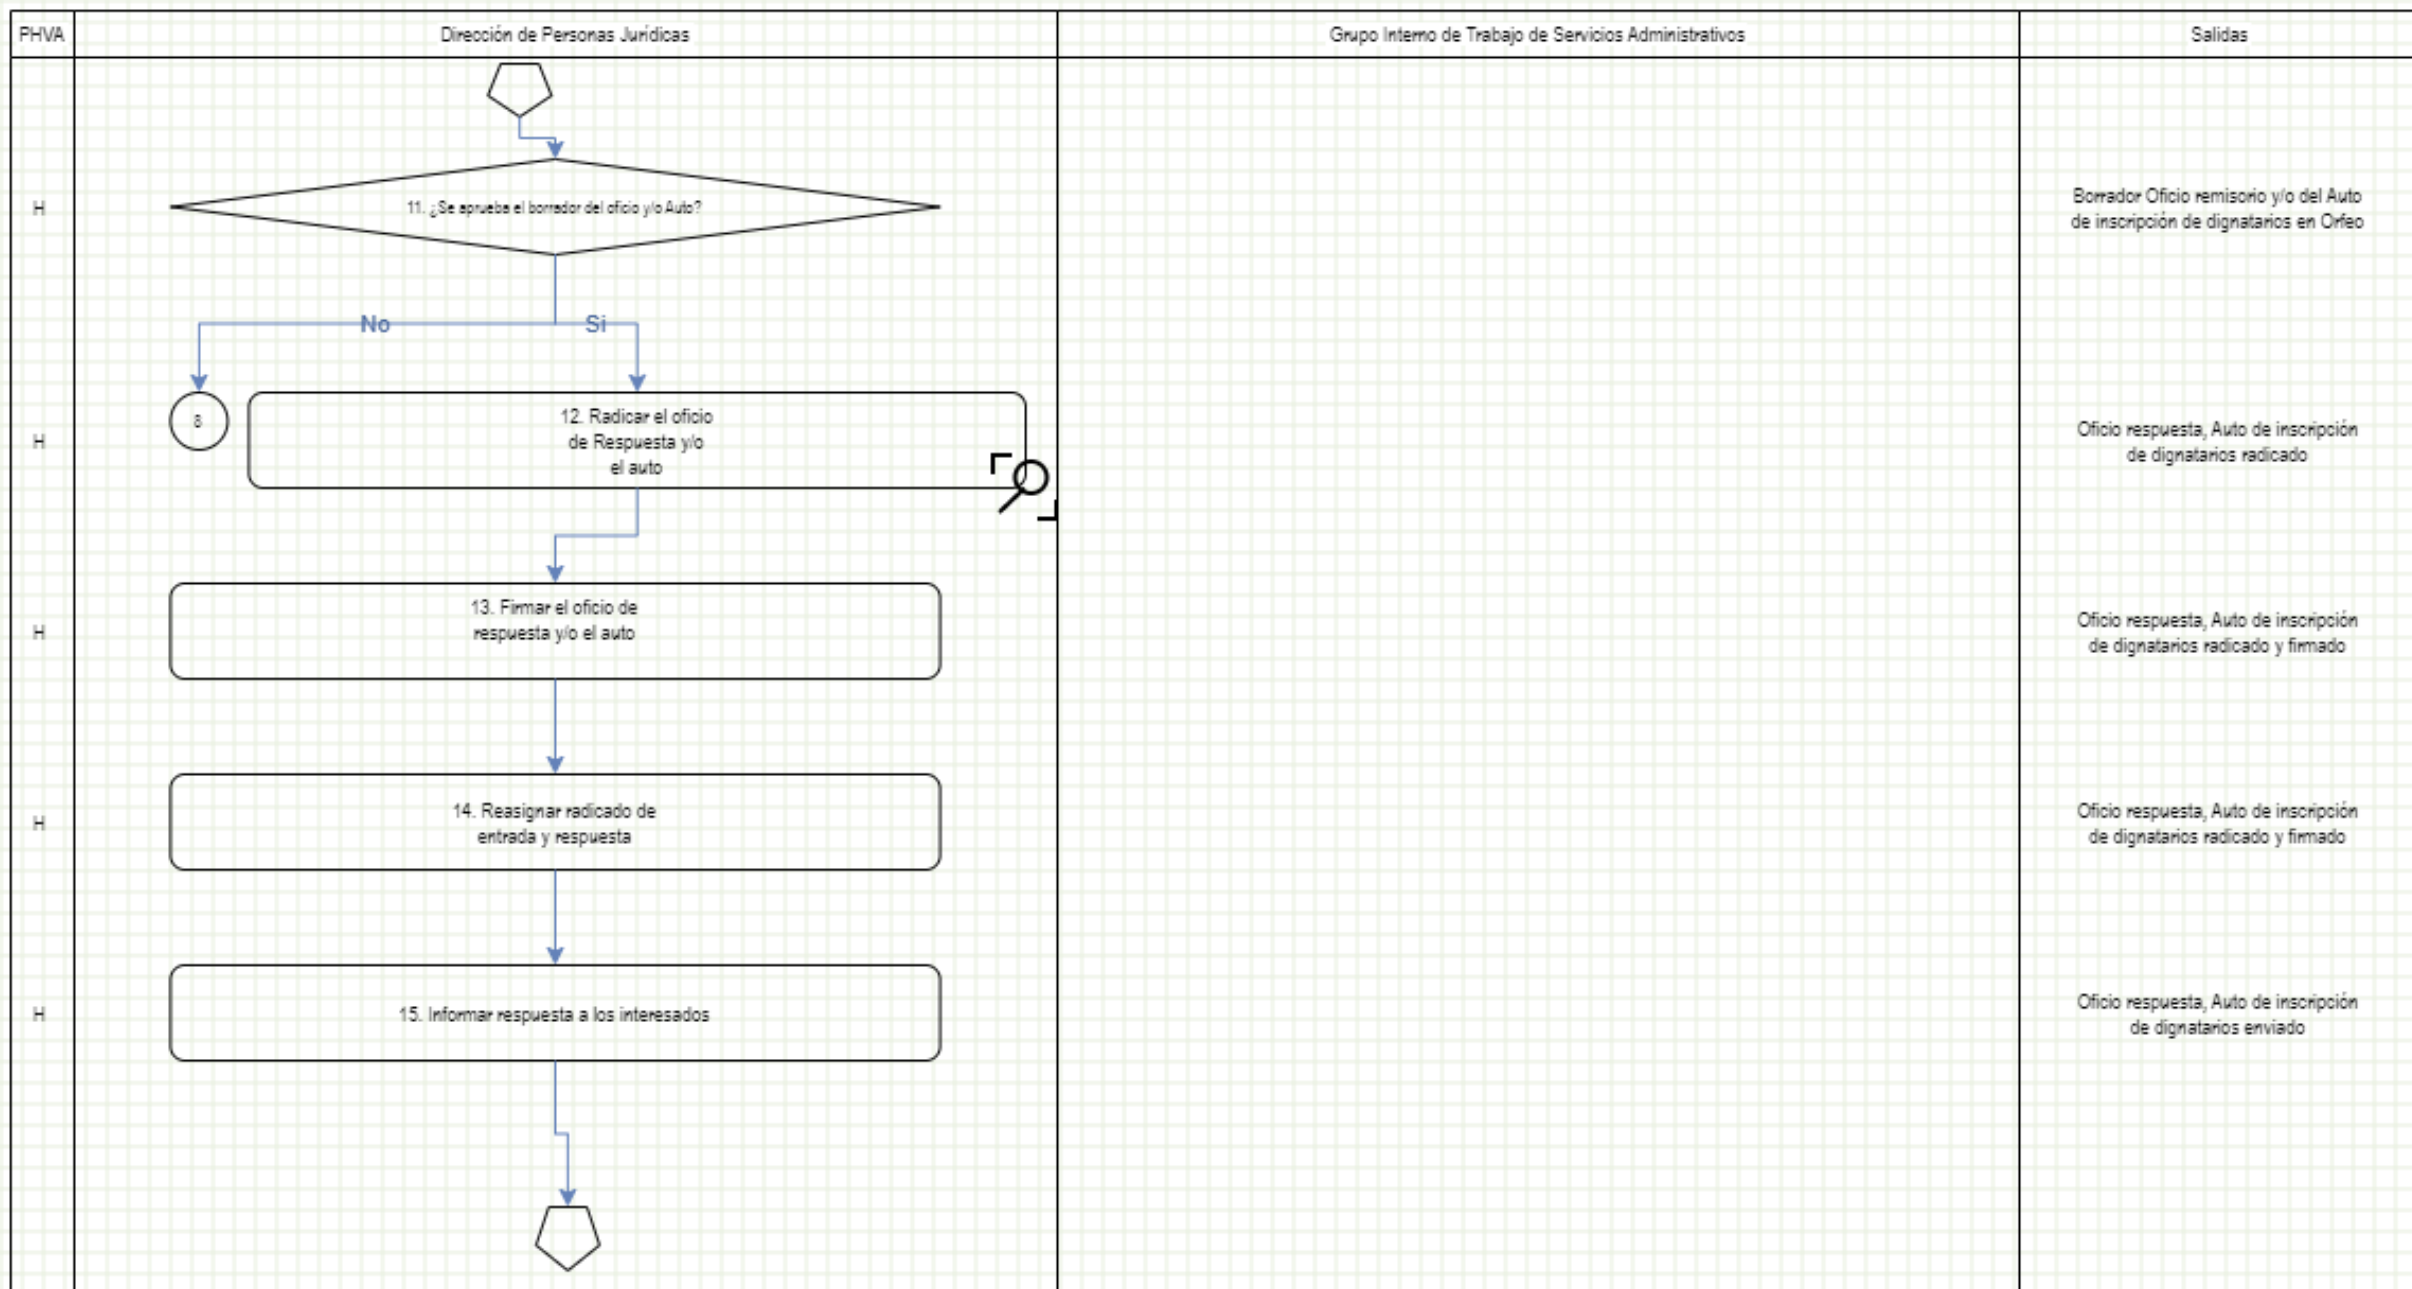 PHVA
Dirección de Personas Jurídicas
Grupo Interno de Trabajo de Servicios Administrativos
Salidas
H
11. ¿Se aprueba el borrador del oficio y/o Auto?
Borrador Oficio remisorio y/o del Auto
de inscripción de dignatarios en Orfeo
No
Si
H
8
12. Radicar el oficio
de Respuesta y/o
el auto
Oficio respuesta, Auto de inscripción
de dignatarios radicado
H
13. Firmar el oficio de
respuesta y/o el auto
Oficio respuesta, Auto de inscripción
de dignatarios radicado y firmado
H
14. Reasignar radicado de
entrada y respuesta
Oficio respuesta, Auto de inscripción
de dignatarios radicado y firmado
H
15. Informar respuesta a los interesados
Oficio respuesta, Auto de inscripción
de dignatarios enviado